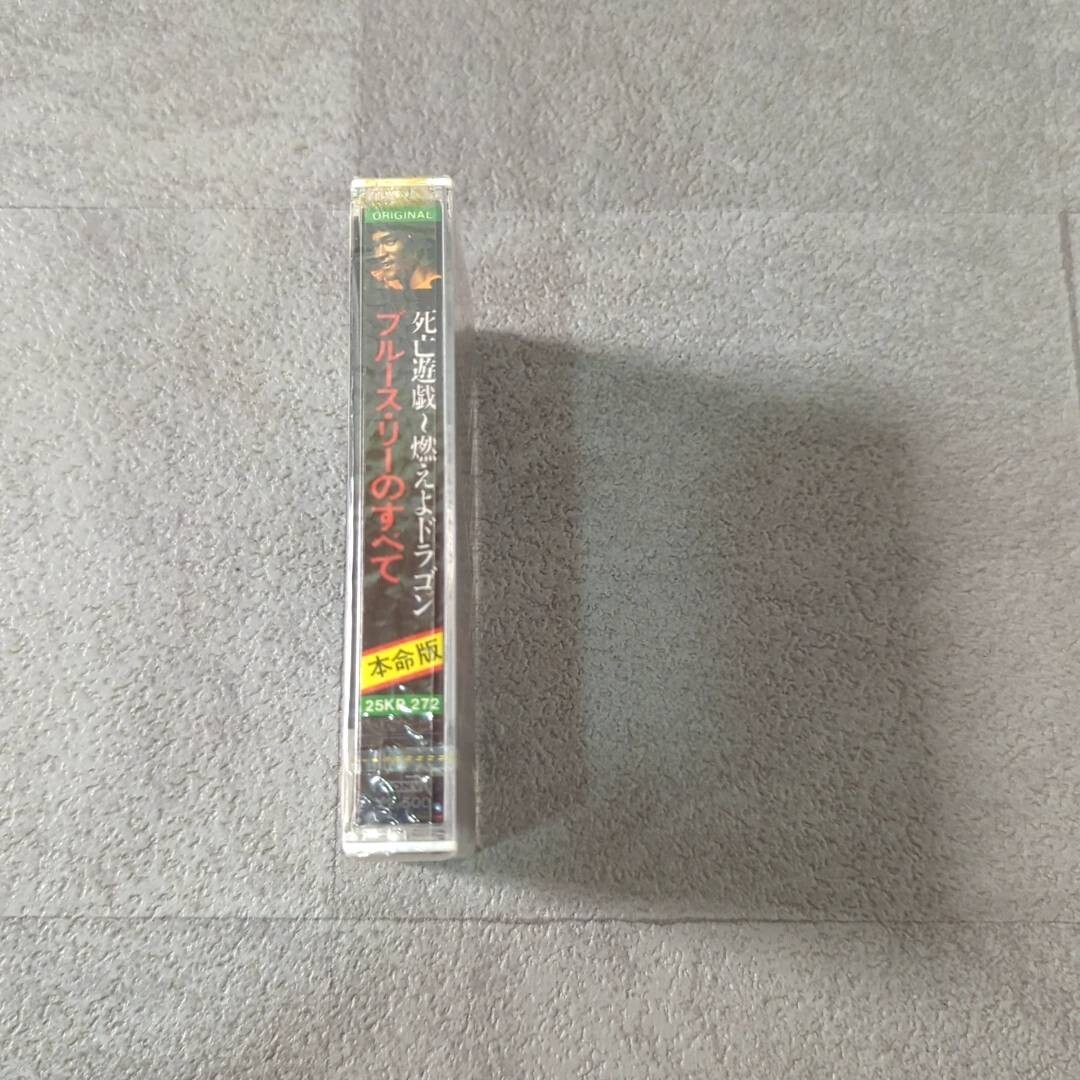 ORIGINAL
死亡遊戯〜燃えよドラゴン
ブルース・リーのすべて
本命版
25KP 272